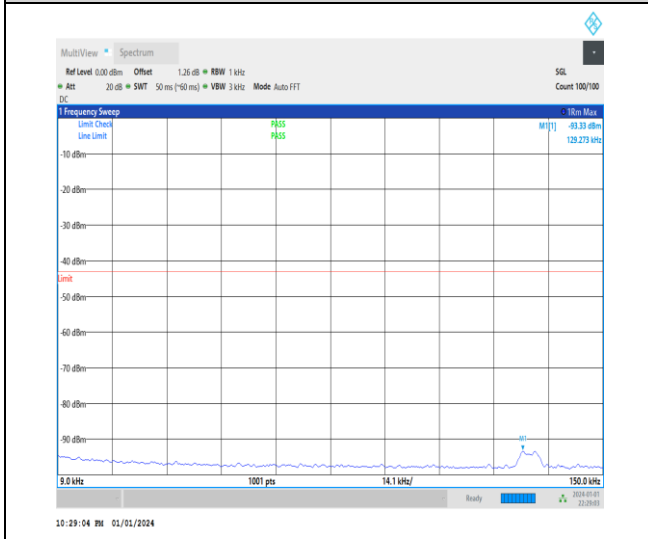 MultiView Spectrum
Ref Level 0.00 dBm Offset 1.26 dB RBW 1 kHz SGL
Att 20 dB SWT 50 ms (~60 ms) VBW 3 kHz Mode Auto FFT Count 100/100
DC
1 Frequency Sweep 1Rm Max
Limit Check PASS M1[1] -93.33 dBm
Line Limit PASS 129.273 kHz
-10 dBm
-20 dBm
-30 dBm
-40 dBm
Limit
-50 dBm
-60 dBm
-70 dBm
-80 dBm
-90 dBm
M1
9.0 kHz 1001 pts 14.1 kHz/ 150.0 kHz
Ready 2024-01-01
22:29:03
10:29:04 PM 01/01/2024